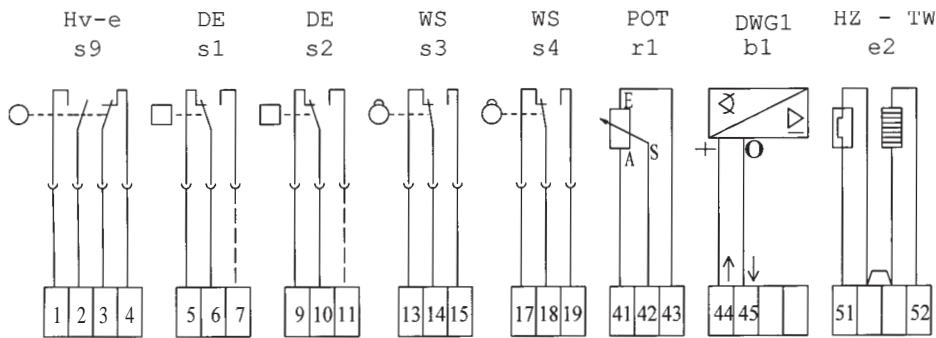 Hv-e DE DE WS WS POT DWG1 HZ - TW
s9 s1 s2 s3 s4 r1 b1 e2
E
A S + O
1 2 3 4 5 6 7 9 10 11 13 14 15 17 18 19 41 42 43 44 45 51 52